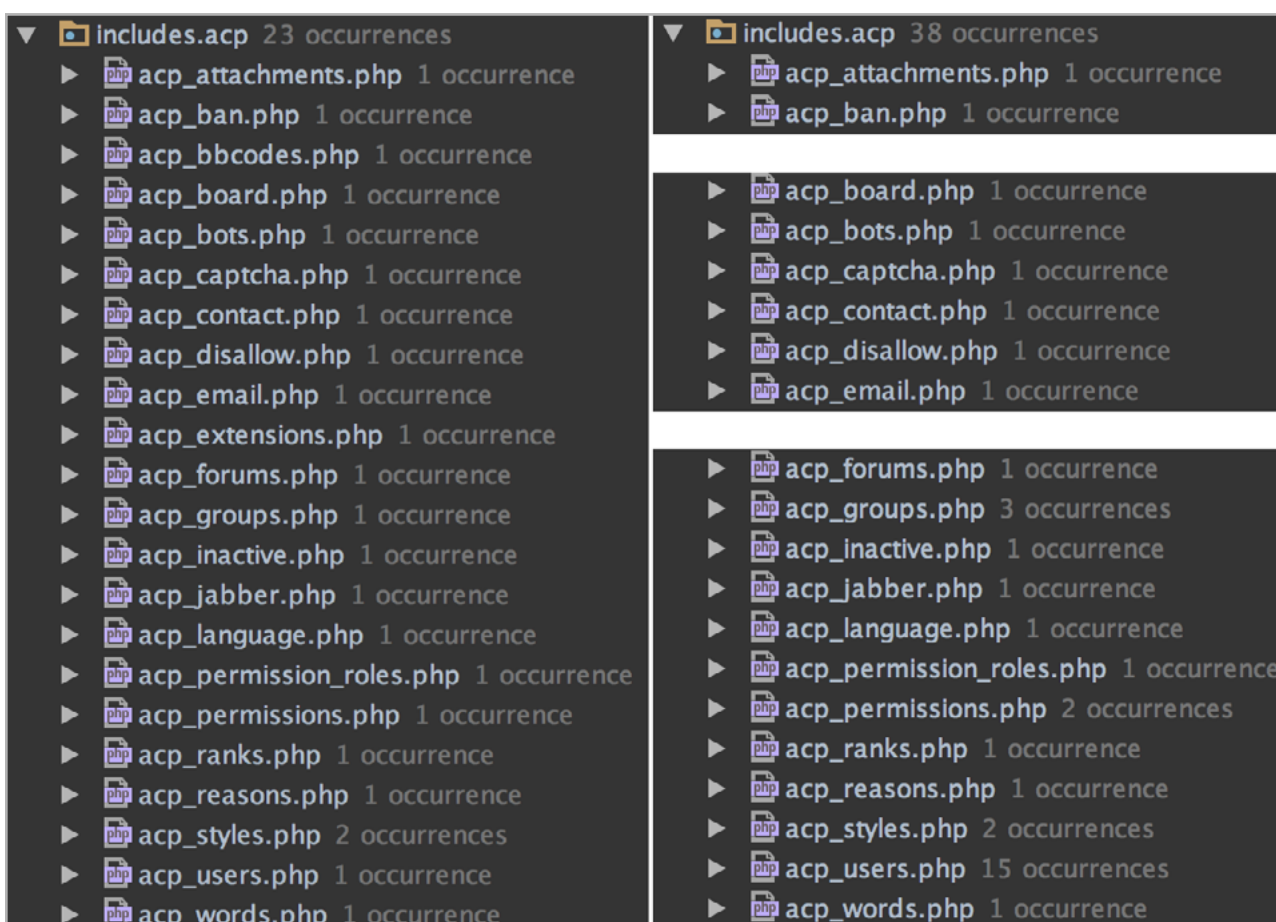 includes.acp 23 occurrences
acp_attachments.php 1 occurrence
acp_ban.php 1 occurrence
acp_bbcodes.php 1 occurrence
acp_board.php 1 occurrence
acp_bots.php 1 occurrence
acp_captcha.php 1 occurrence
acp_contact.php 1 occurrence
acp_disallow.php 1 occurrence
acp_email.php 1 occurrence
acp_extensions.php 1 occurrence
acp_forums.php 1 occurrence
acp_groups.php 1 occurrence
acp_inactive.php 1 occurrence
acp_jabber.php 1 occurrence
acp_language.php 1 occurrence
acp_permission_roles.php 1 occurrence
acp_permissions.php 1 occurrence
acp_ranks.php 1 occurrence
acp_reasons.php 1 occurrence
acp_styles.php 2 occurrences
acp_users.php 1 occurrence
acp_words.php 1 occurrence
includes.acp 38 occurrences
acp_attachments.php 1 occurrence
acp_ban.php 1 occurrence
acp_board.php 1 occurrence
acp_bots.php 1 occurrence
acp_captcha.php 1 occurrence
acp_contact.php 1 occurrence
acp_disallow.php 1 occurrence
acp_email.php 1 occurrence
acp_forums.php 1 occurrence
acp_groups.php 3 occurrences
acp_inactive.php 1 occurrence
acp_jabber.php 1 occurrence
acp_language.php 1 occurrence
acp_permission_roles.php 1 occurrence
acp_permissions.php 2 occurrences
acp_ranks.php 1 occurrence
acp_reasons.php 1 occurrence
acp_styles.php 2 occurrences
acp_users.php 15 occurrences
acp_words.php 1 occurrence